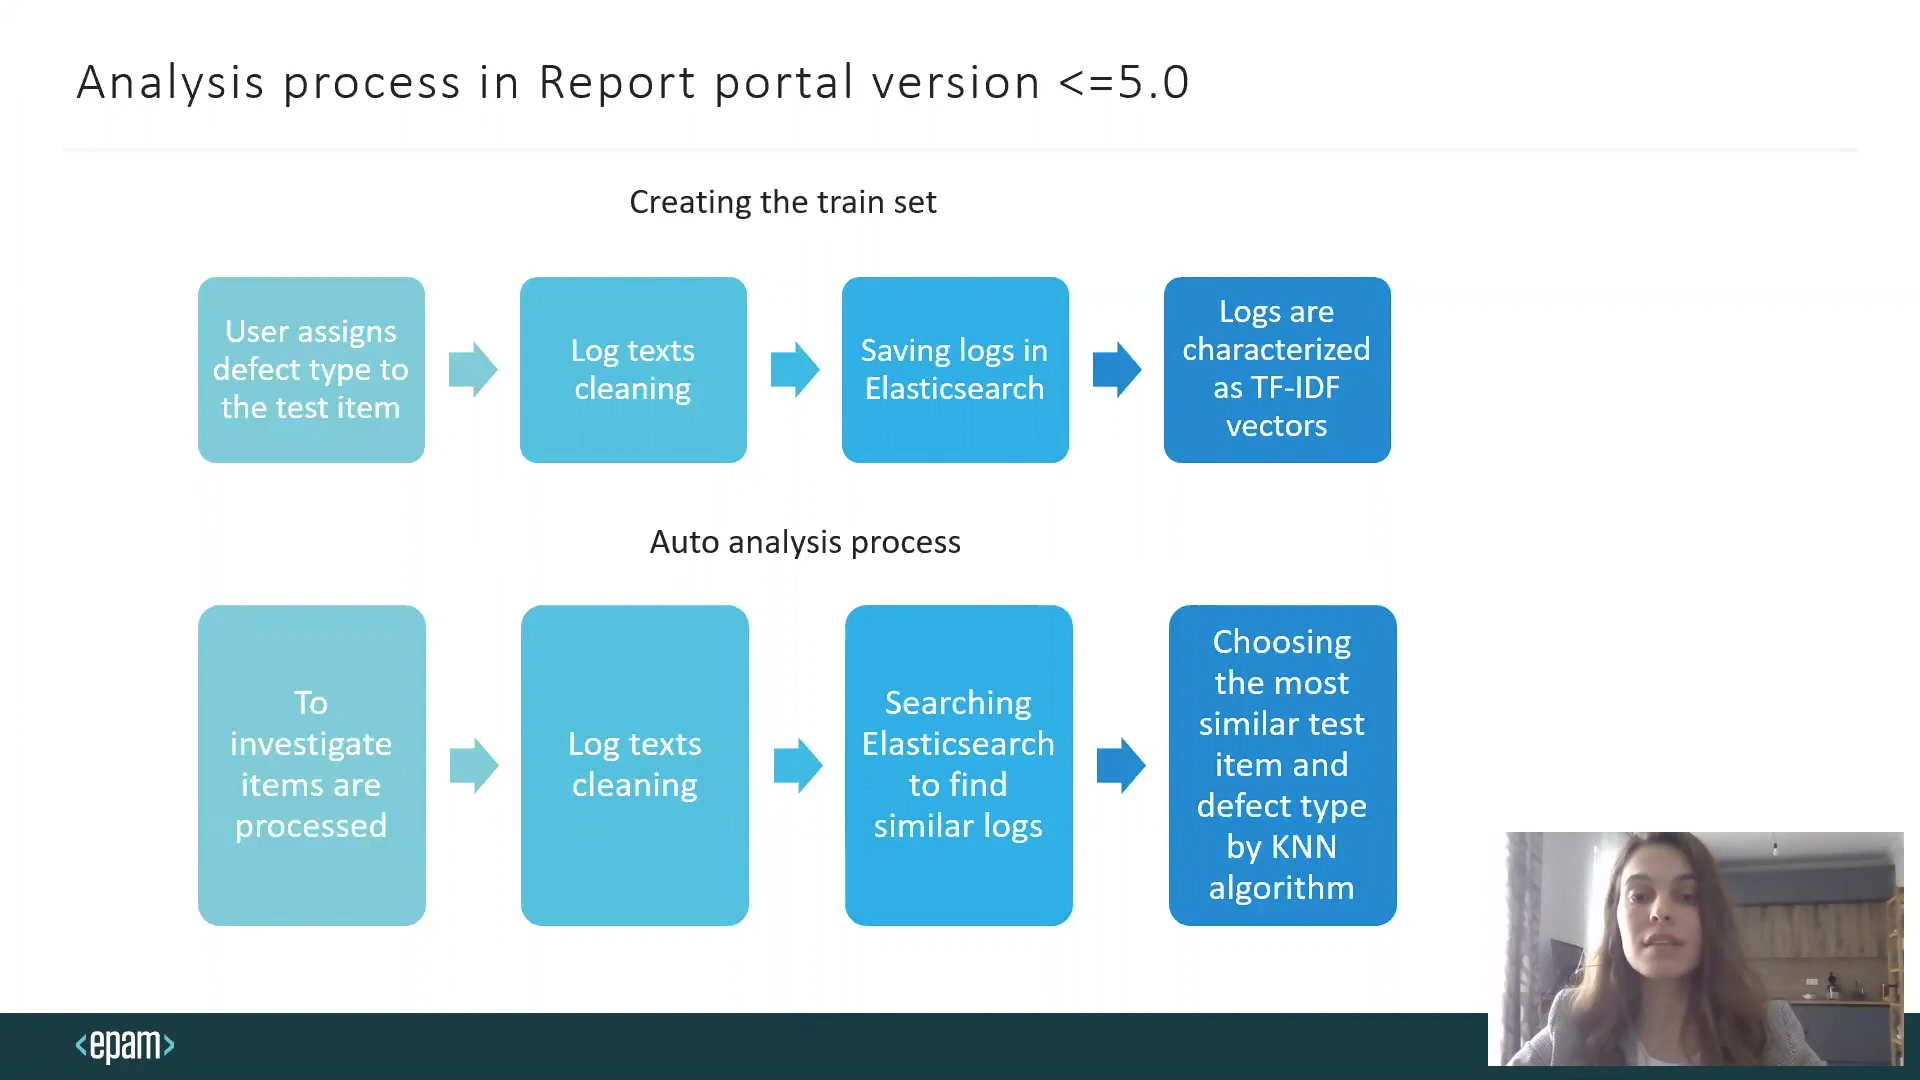 Analysis process in Report portal version <=5.0
Creating the train set
User assigns
defect type to
the test item
Log texts
cleaning
Saving logs in
Elasticsearch
Logs are
characterized
as TF-IDF
vectors
Auto analysis process
To
investigate
items are
processed
Log texts
cleaning
Searching
Elasticsearch
to find
similar logs
Choosing
the most
similar test
item and
defect type
by KNN
algorithm
<epam>